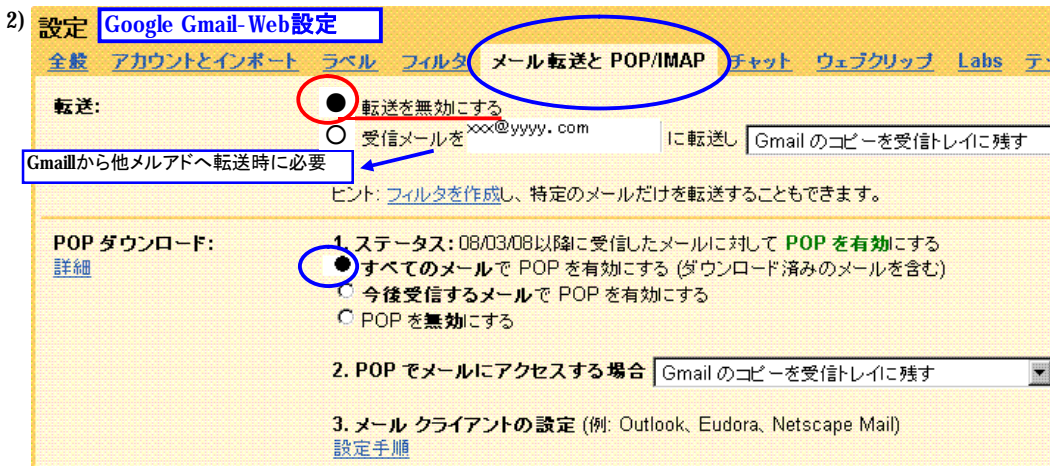 2) 設定 Google Gmail-Web設定
全般 アカウントとインポート ラベル フィルタ メール転送と POP/IMAP チャット ウェブクリップ Labs テ
転送: 転送を無効にする
受信メールを xxx@yyyy.com に転送し Gmail のコピーを受信トレイに残す
Gmaillから他メルアドへ転送時に必要
ヒント: フィルタを作成し、特定のメールだけを転送することもできます。
POP ダウンロード: 1. ステータス: 08/03/08以降に受信したメールに対して POP を有効にする
詳細 すべてのメールで POP を有効にする (ダウンロード済みのメールを含む)
今後受信するメールで POP を有効にする
POP を無効にする
2. POP でメールにアクセスする場合 Gmail のコピーを受信トレイに残す
3. メール クライアントの設定 (例: Outlook、Eudora、Netscape Mail)
設定手順